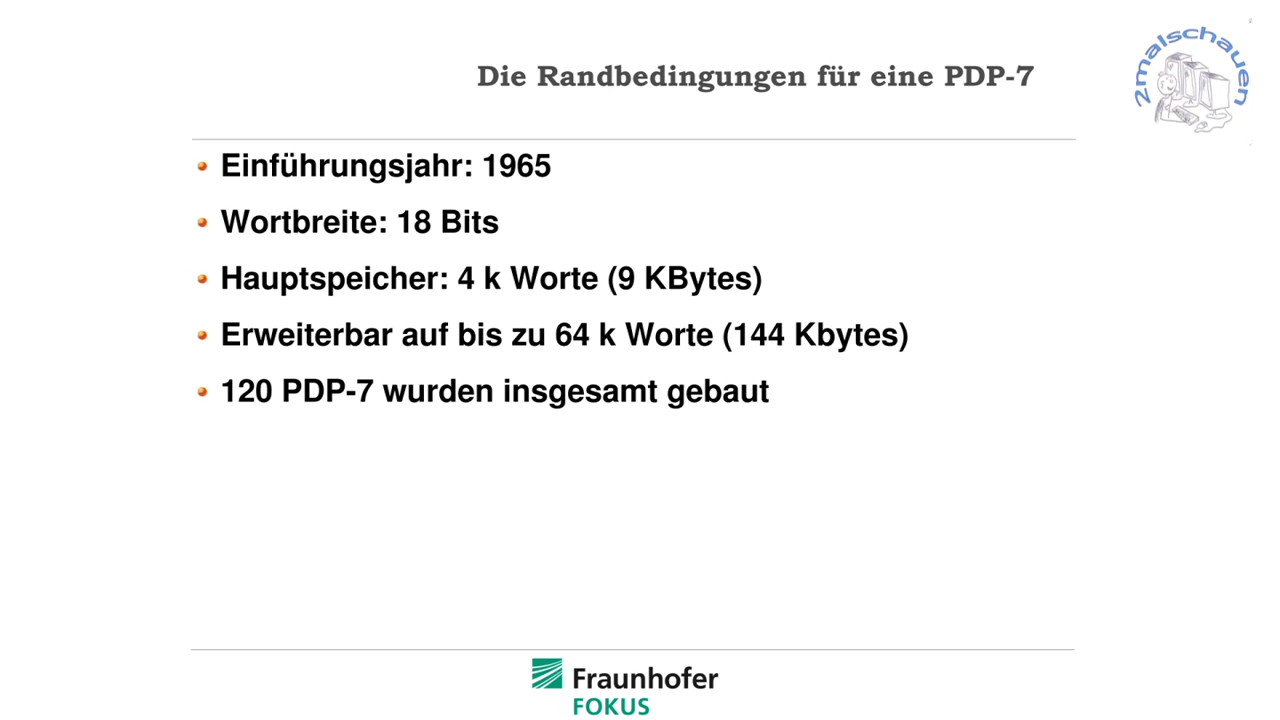 Die Randbedingungen für eine PDP-7
2malschauen
Einführungsjahr: 1965
Wortbreite: 18 Bits
Hauptspeicher: 4 k Worte (9 KBytes)
Erweiterbar auf bis zu 64 k Worte (144 Kbytes)
120 PDP-7 wurden insgesamt gebaut
Fraunhofer
FOKUS